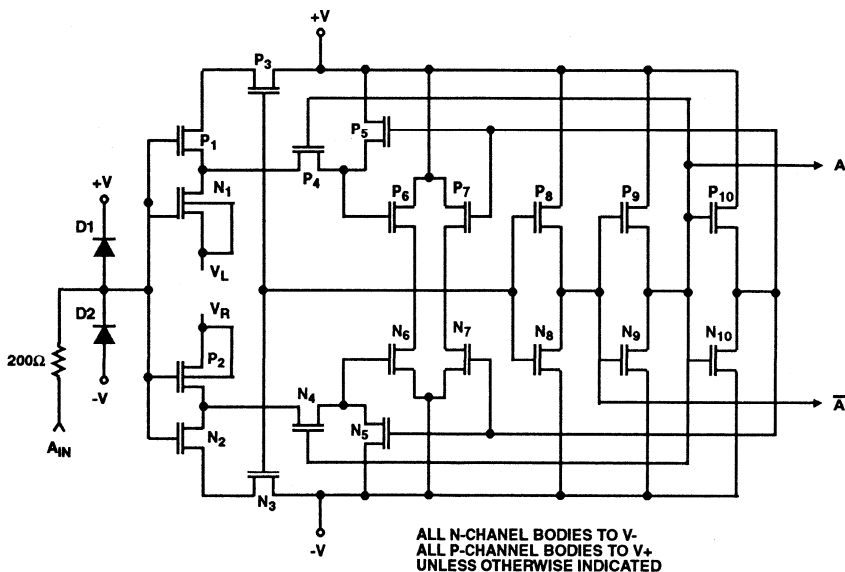 +V
P3
P1
P5
A
P4
N1
+V
P6
P7
P8
P9
P10
D1
VL
VR
D2
N6
N7
N8
N9
N10
200Ω
P2
-V
N4
A̅
N5
N2
AIN
N3
-V
ALL N-CHANEL BODIES TO V-
ALL P-CHANNEL BODIES TO V+
UNLESS OTHERWISE INDICATED